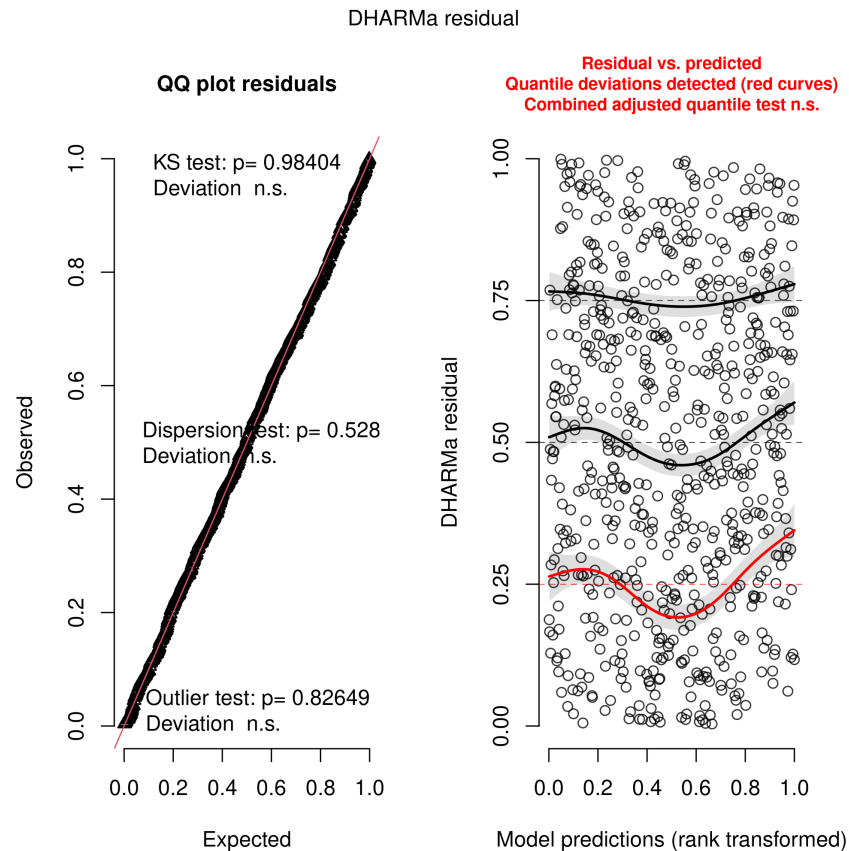 DHARMa residual
QQ plot residuals
KS test: p= 0.98404
Deviation n.s.
Dispersion test: p= 0.528
Deviation n.s.
Outlier test: p= 0.82649
Deviation n.s.
Observed
0.0
0.2
0.4
0.6
0.8
1.0
0.0 0.2 0.4 0.6 0.8 1.0
Expected
Residual vs. predicted
Quantile deviations detected (red curves)
Combined adjusted quantile test n.s.
DHARMa residual
0.00
0.25
0.50
0.75
1.00
0.0 0.2 0.4 0.6 0.8 1.0
Model predictions (rank transformed)